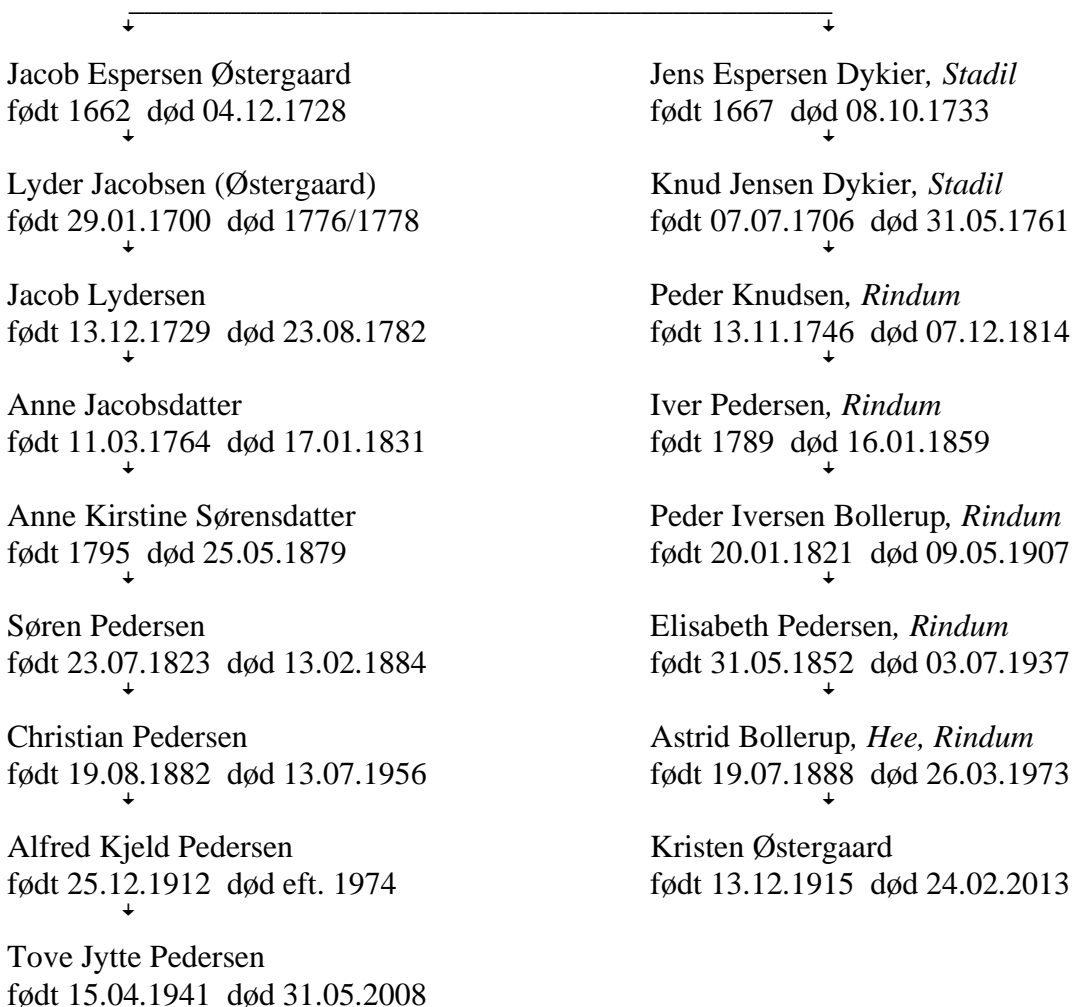 Jacob Espersen Østergaard
født 1662 død 04.12.1728
Lyder Jacobsen (Østergaard)
født 29.01.1700 død 1776/1778
Jacob Lydersen
født 13.12.1729 død 23.08.1782
Anne Jacobsdatter
født 11.03.1764 død 17.01.1831
Anne Kirstine Sørensdatter
født 1795 død 25.05.1879
Søren Pedersen
født 23.07.1823 død 13.02.1884
Christian Pedersen
født 19.08.1882 død 13.07.1956
Alfred Kjeld Pedersen
født 25.12.1912 død eft. 1974
Tove Jytte Pedersen
født 15.04.1941 død 31.05.2008
Jens Espersen Dykier, Stadil
født 1667 død 08.10.1733
Knud Jensen Dykier, Stadil
født 07.07.1706 død 31.05.1761
Peder Knudsen, Rindum
født 13.11.1746 død 07.12.1814
Iver Pedersen, Rindum
født 1789 død 16.01.1859
Peder Iversen Bollerup, Rindum
født 20.01.1821 død 09.05.1907
Elisabeth Pedersen, Rindum
født 31.05.1852 død 03.07.1937
Astrid Bollerup, Hee, Rindum
født 19.07.1888 død 26.03.1973
Kristen Østergaard
født 13.12.1915 død 24.02.2013